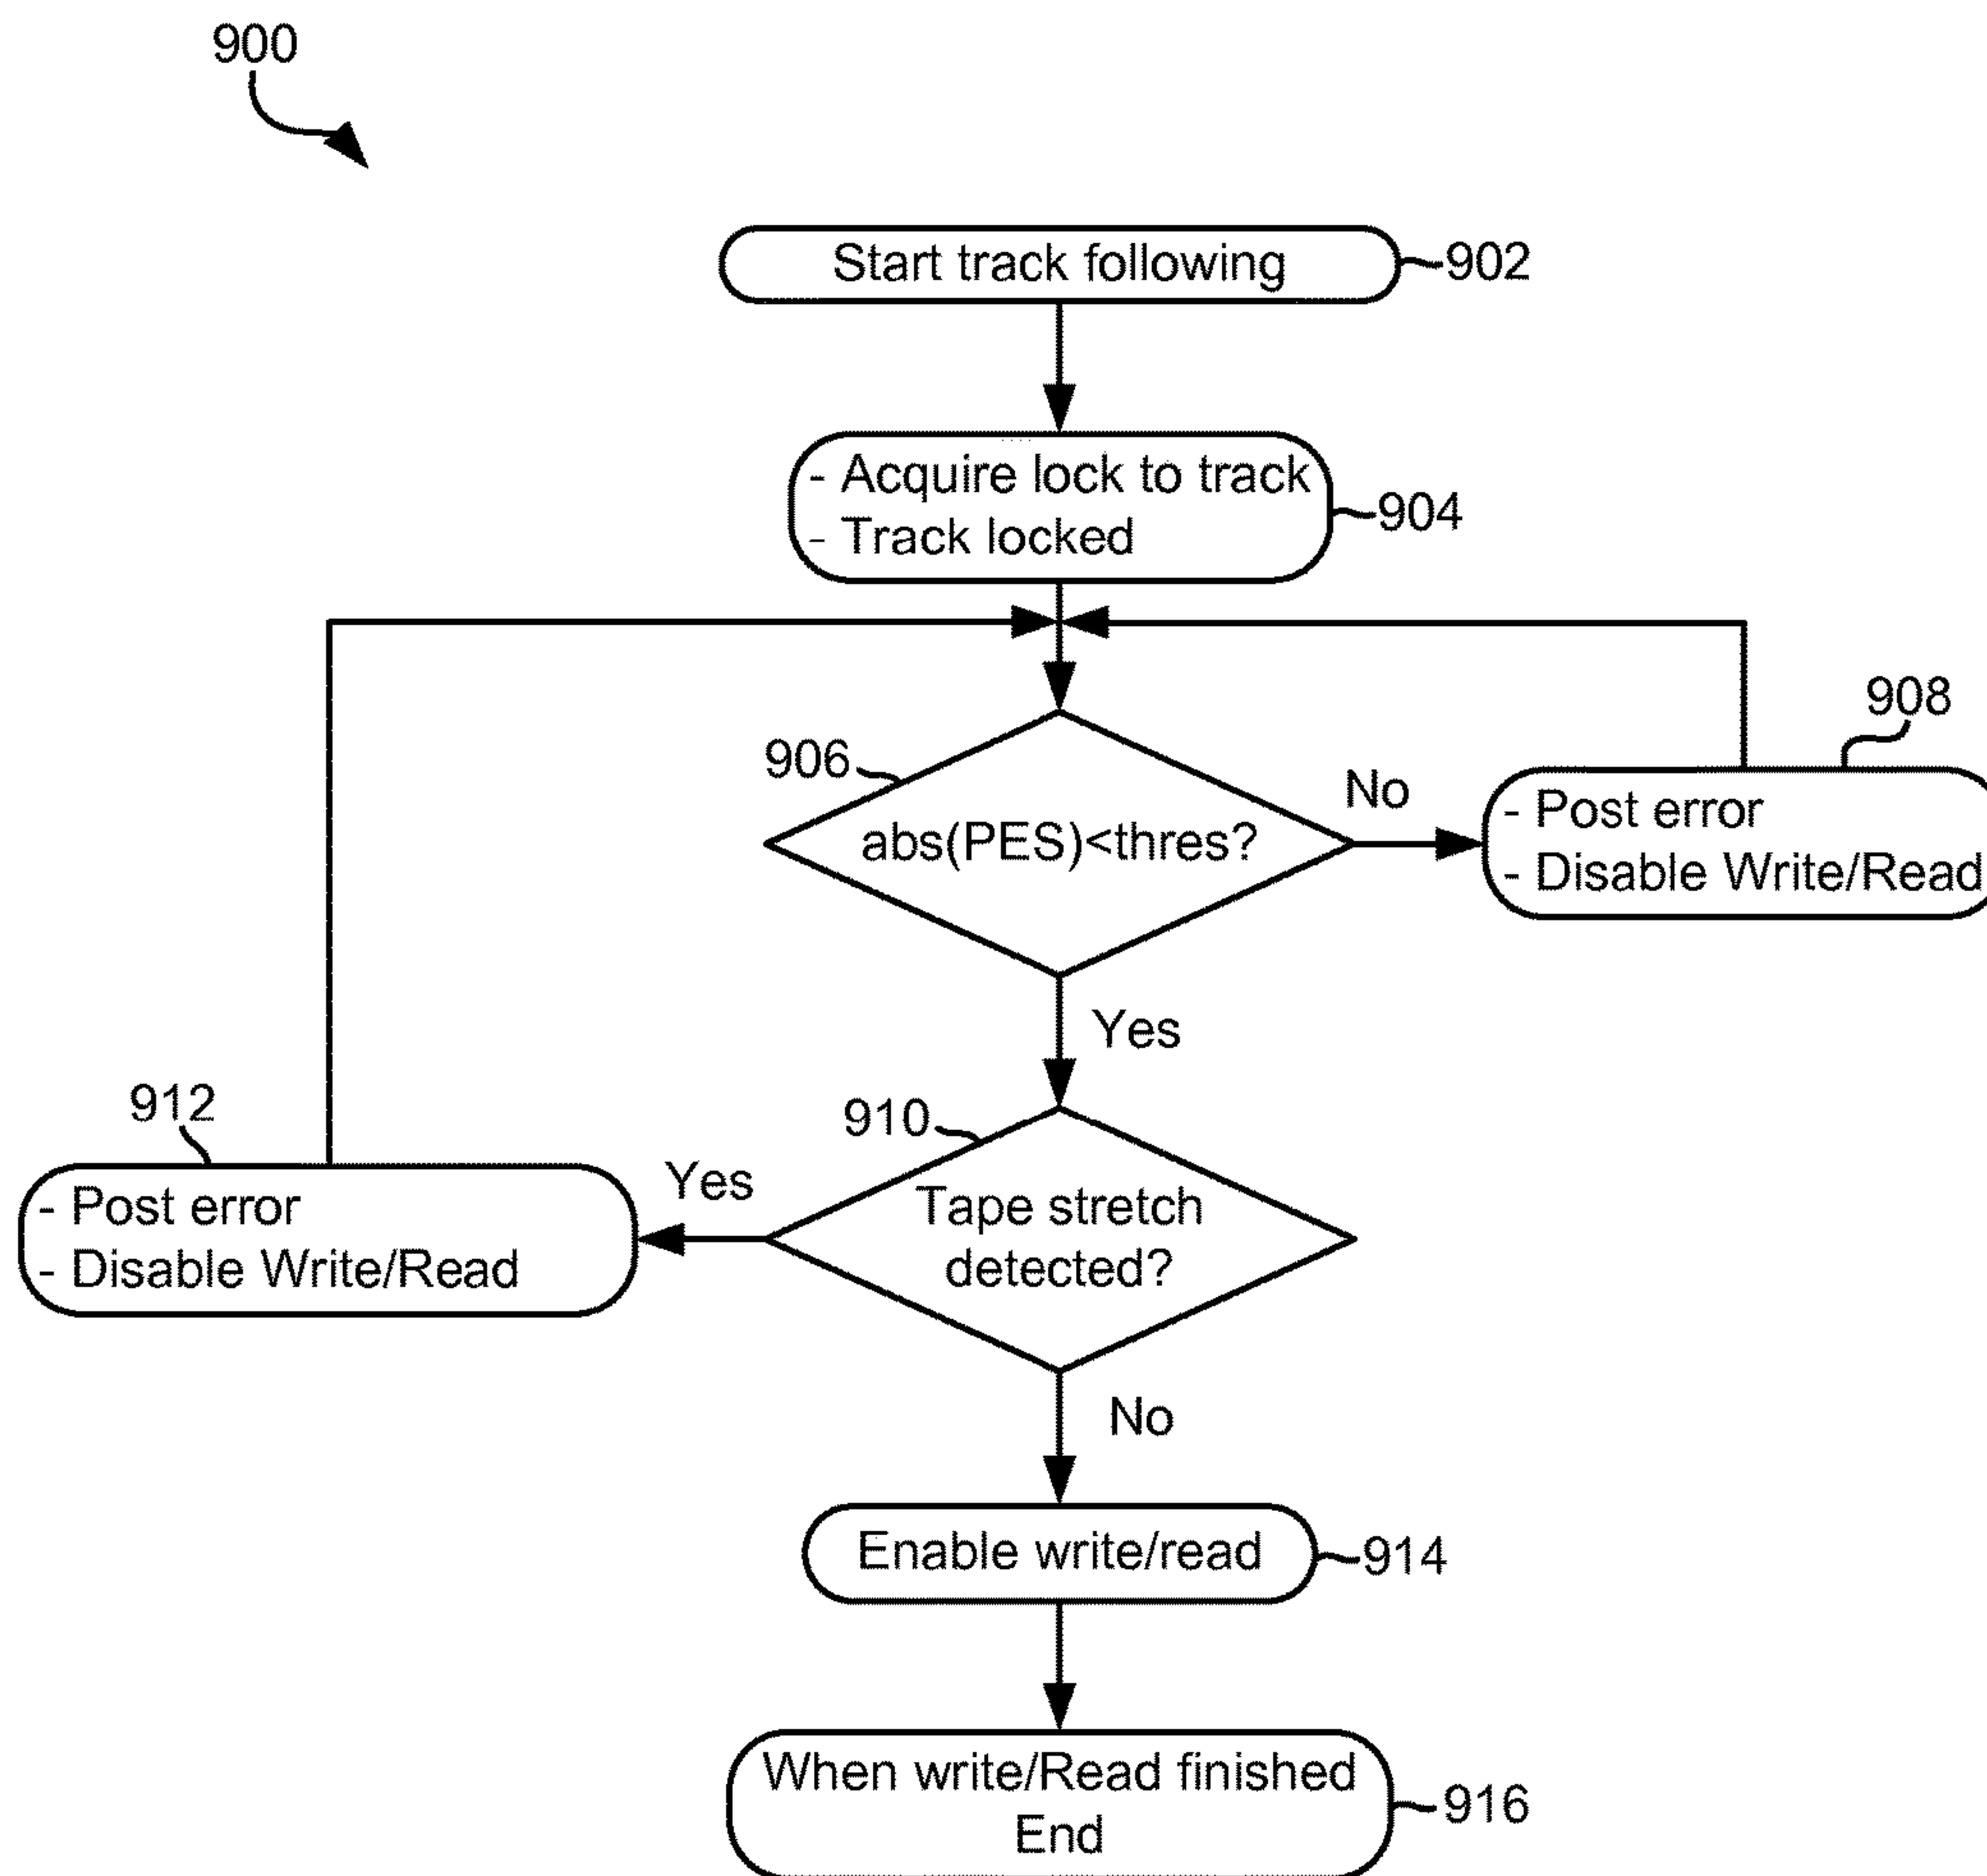 900
Start track following
902
- Acquire lock to track
- Track locked
904
906
abs(PES)<thres?
No
908
- Post error
- Disable Write/Read
Yes
912
- Post error
- Disable Write/Read
Yes
910
Tape stretch
detected?
No
Enable write/read
914
When write/Read finished
End
916